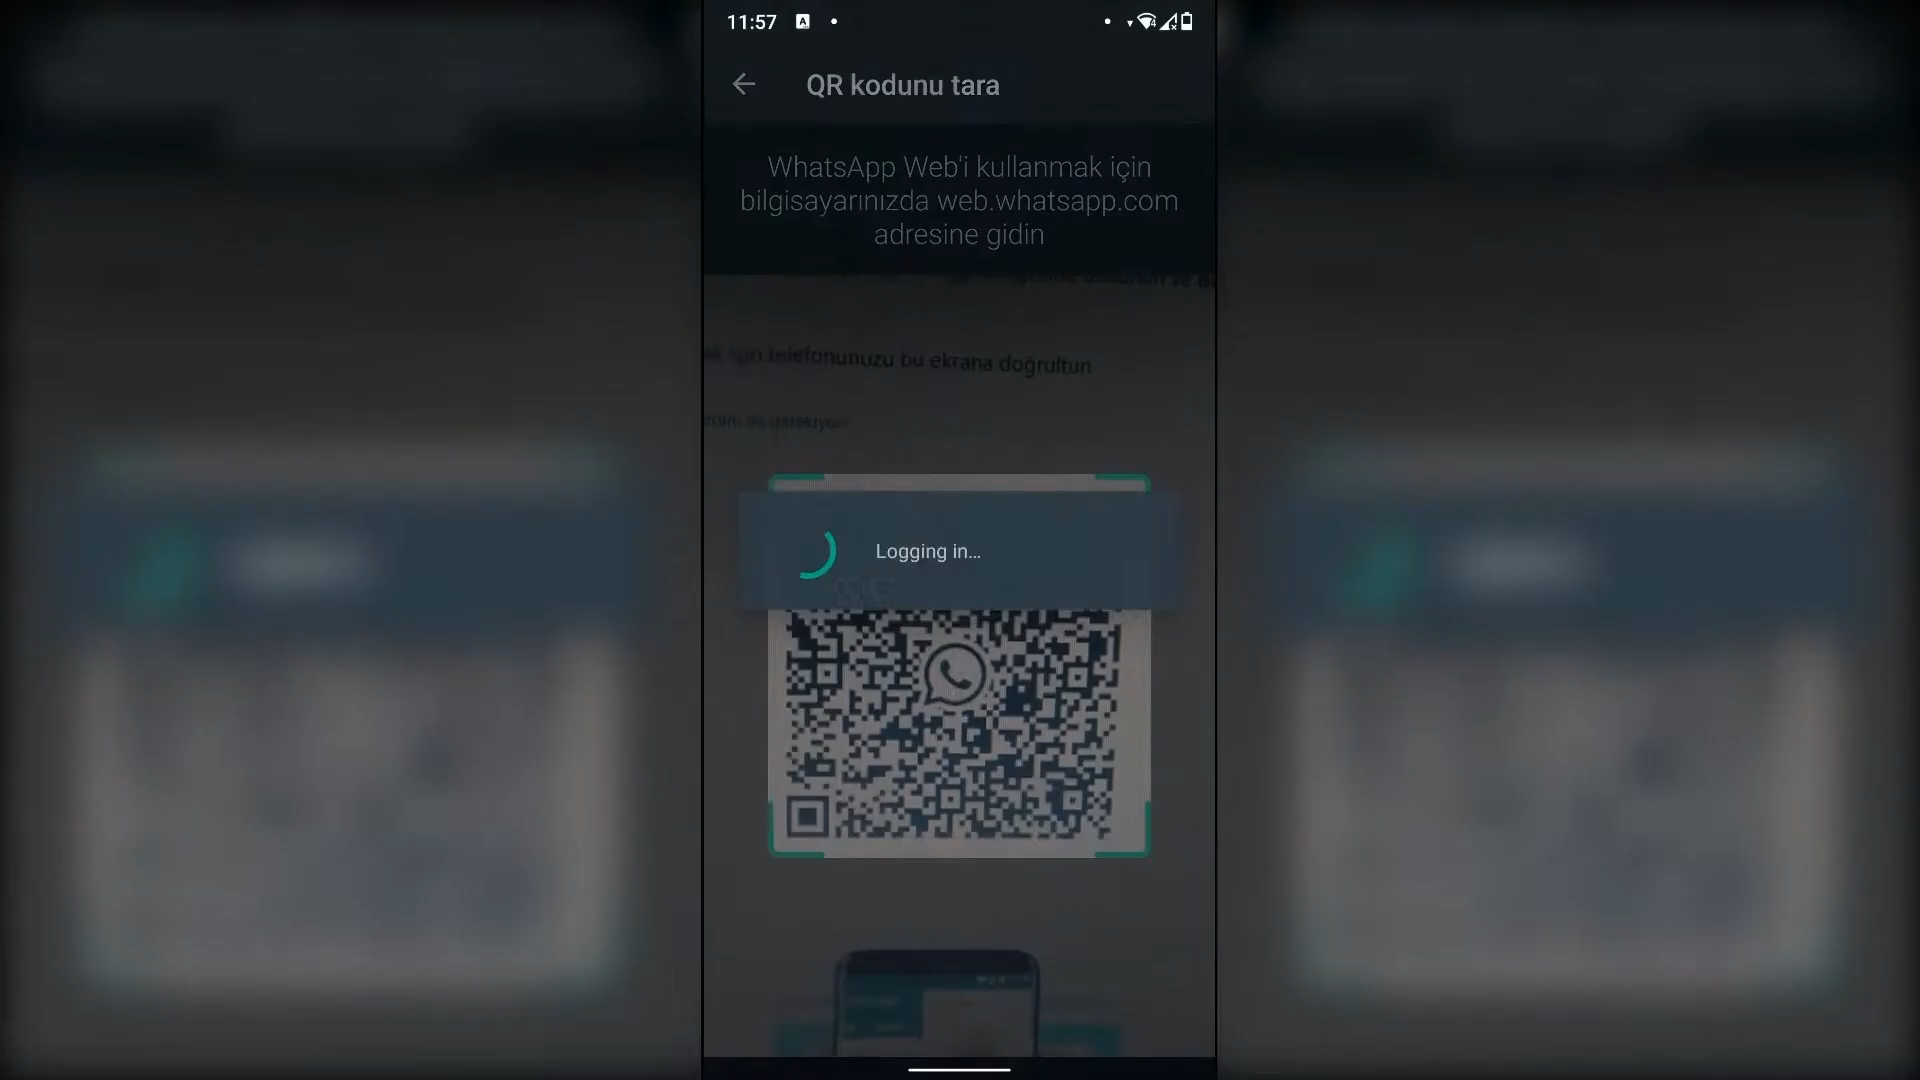 11:57
QR kodunu tara
WhatsApp Web'i kullanmak için
bilgisayarınızda web.whatsapp.com
adresine gidin
için telefonunuzu bu ekrana doğrultun
Logging in...